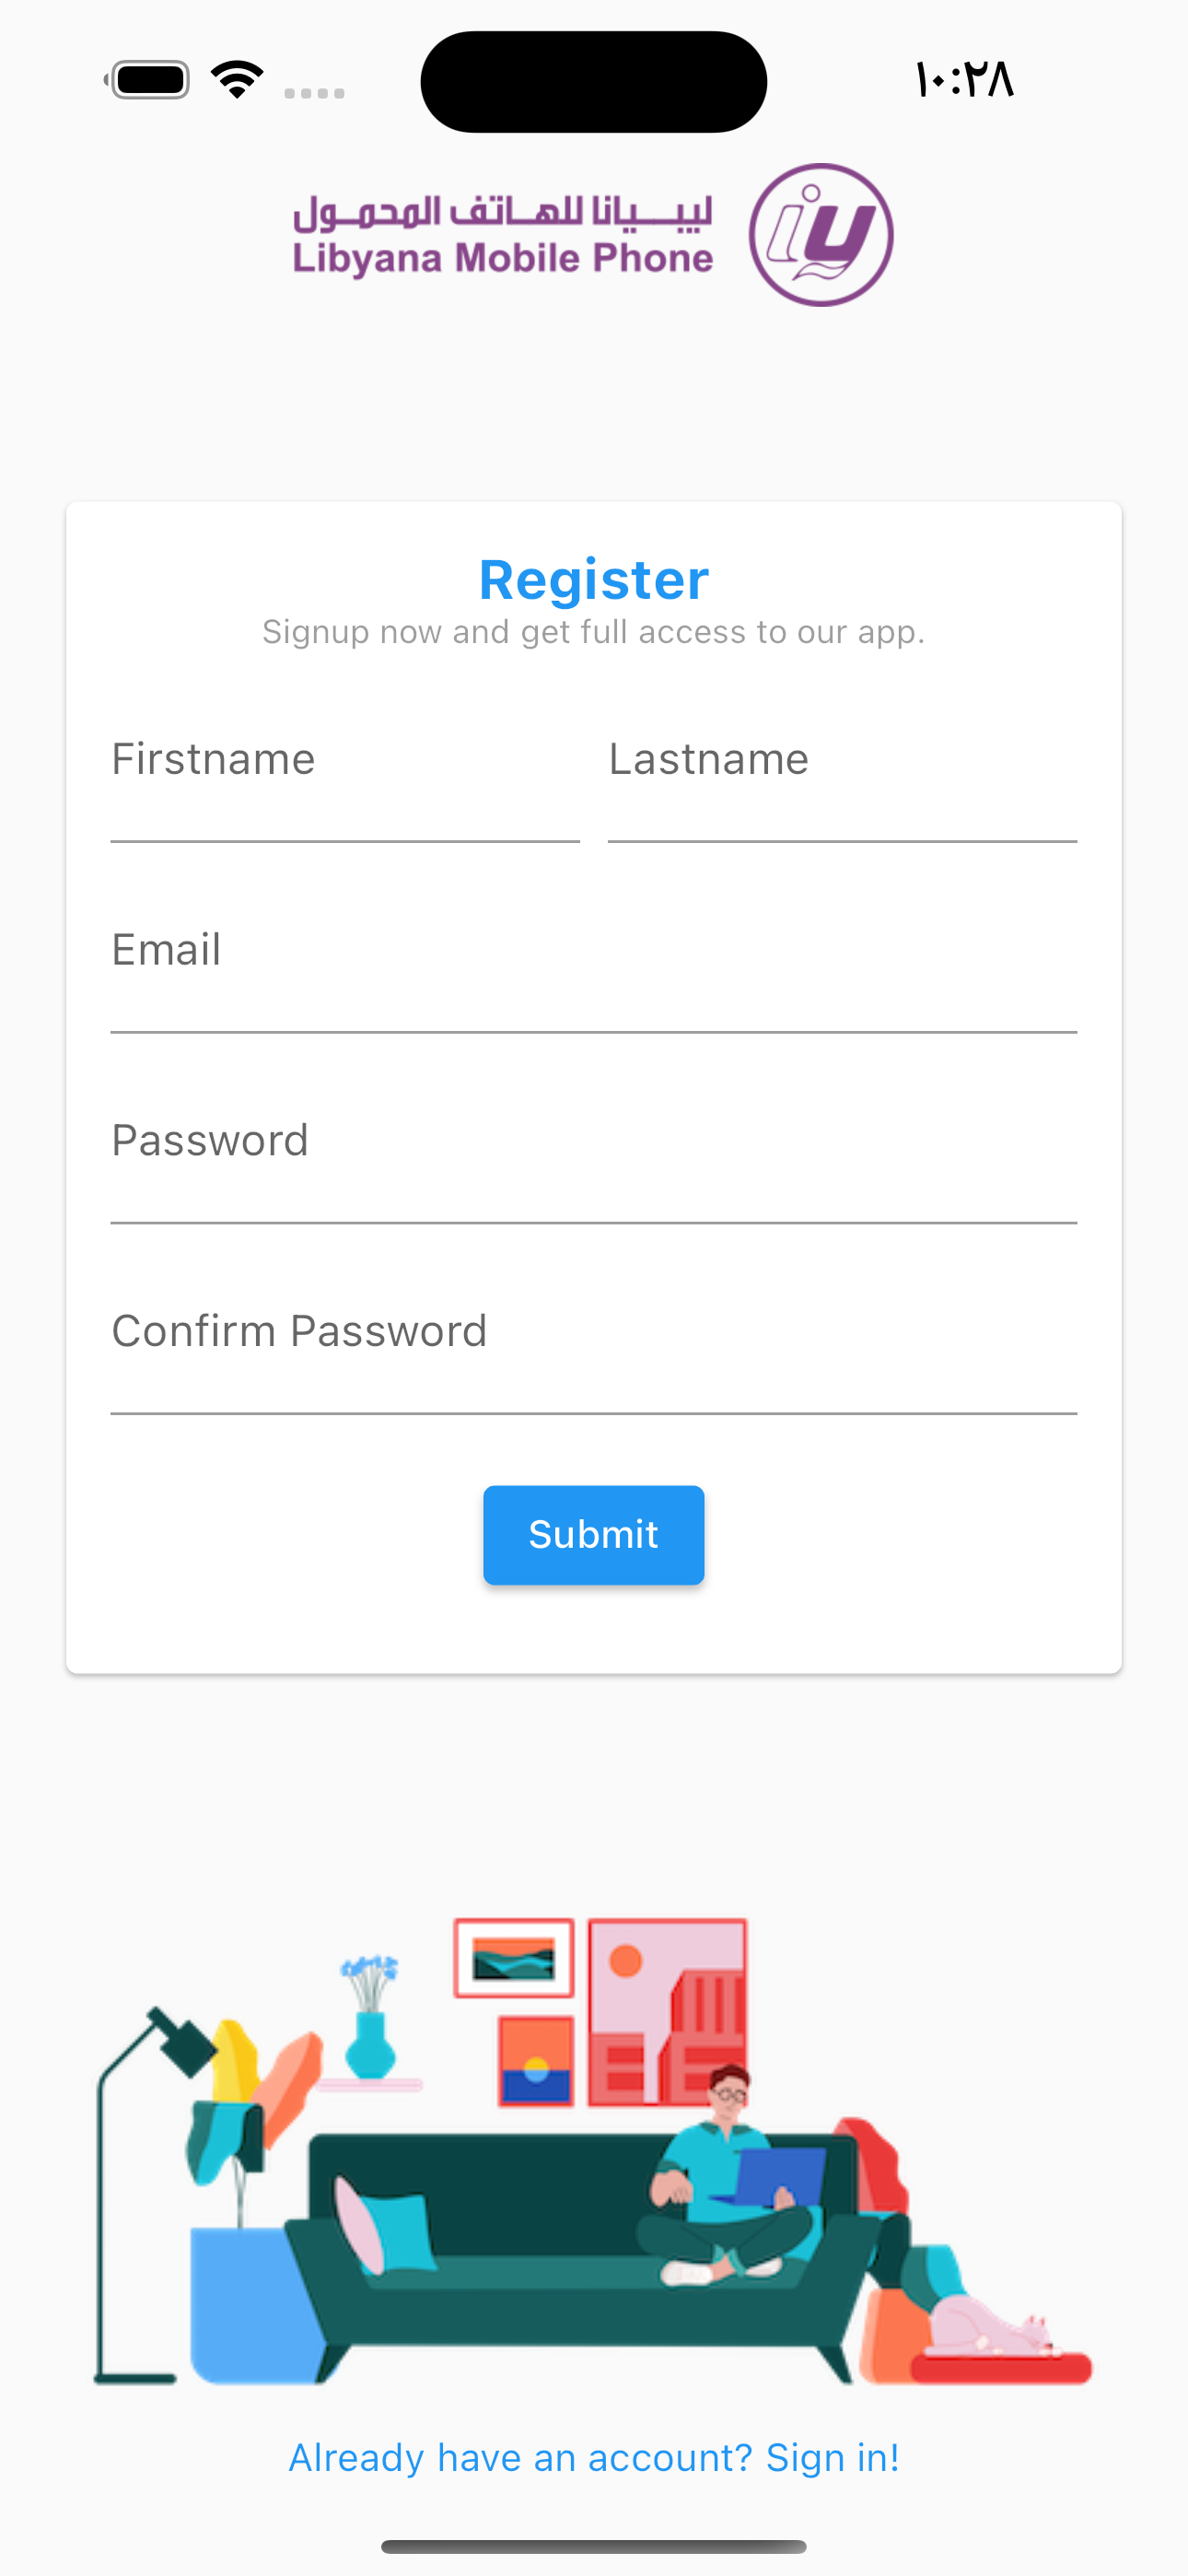 ١٠:٢٨
ليبيانا للهاتف المحمول
Libyana Mobile Phone
Register
Signup now and get full access to our app.
Firstname
Lastname
Email
Password
Confirm Password
Submit
Already have an account? Sign in!